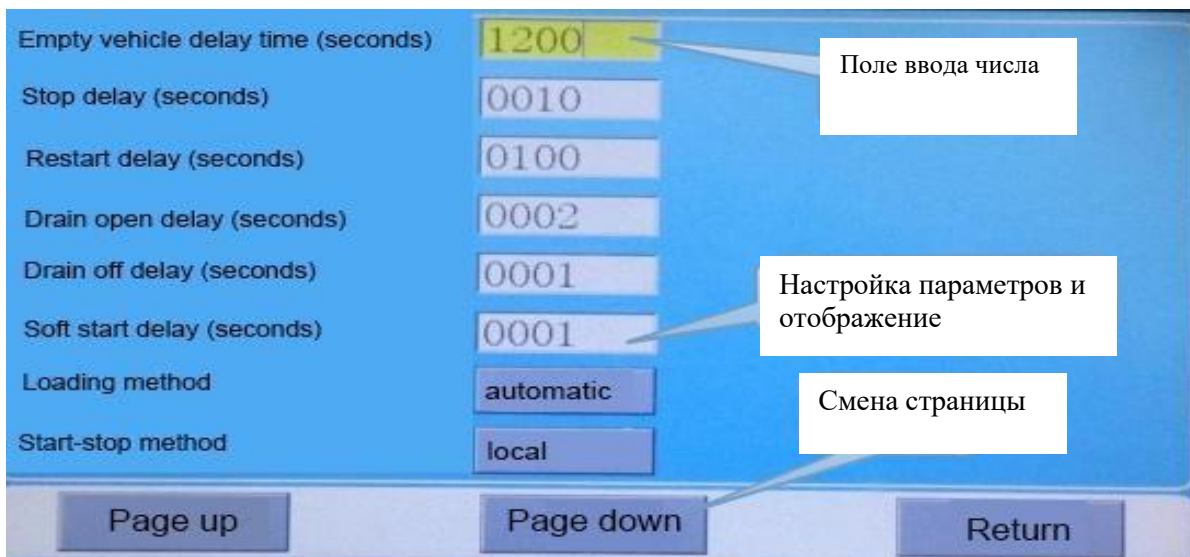 Empty vehicle delay time (seconds) 1200
Поле ввода числа
Stop delay (seconds) 0010
Restart delay (seconds) 0100
Drain open delay (seconds) 0002
Drain off delay (seconds) 0001
Настройка параметров и
отображение
Soft start delay (seconds) 0001
Loading method automatic
Смена страницы
Start-stop method local
Page up Page down Return